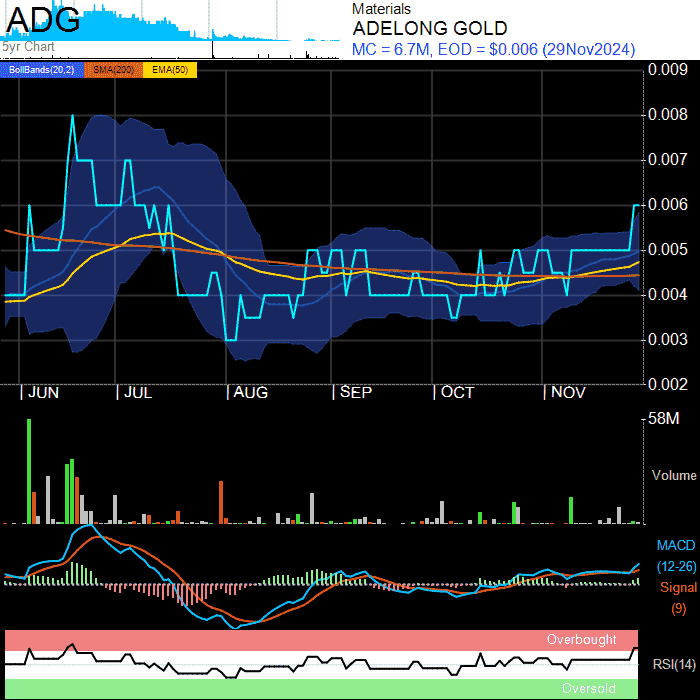 ADG
5yr Chart
Materials
ADELONG GOLD
MC = 6.7M, EOD = $0.006 (29Nov2024)
BollBands(20,2) SMA(200) EMA(50)
0.009
0.008
0.007
0.006
0.005
0.004
0.003
0.002
JUN JUL AUG SEP OCT NOV
58M
Volume
MACD
(12-26)
Signal
(9)
Overbought
RSI(14)
Oversold